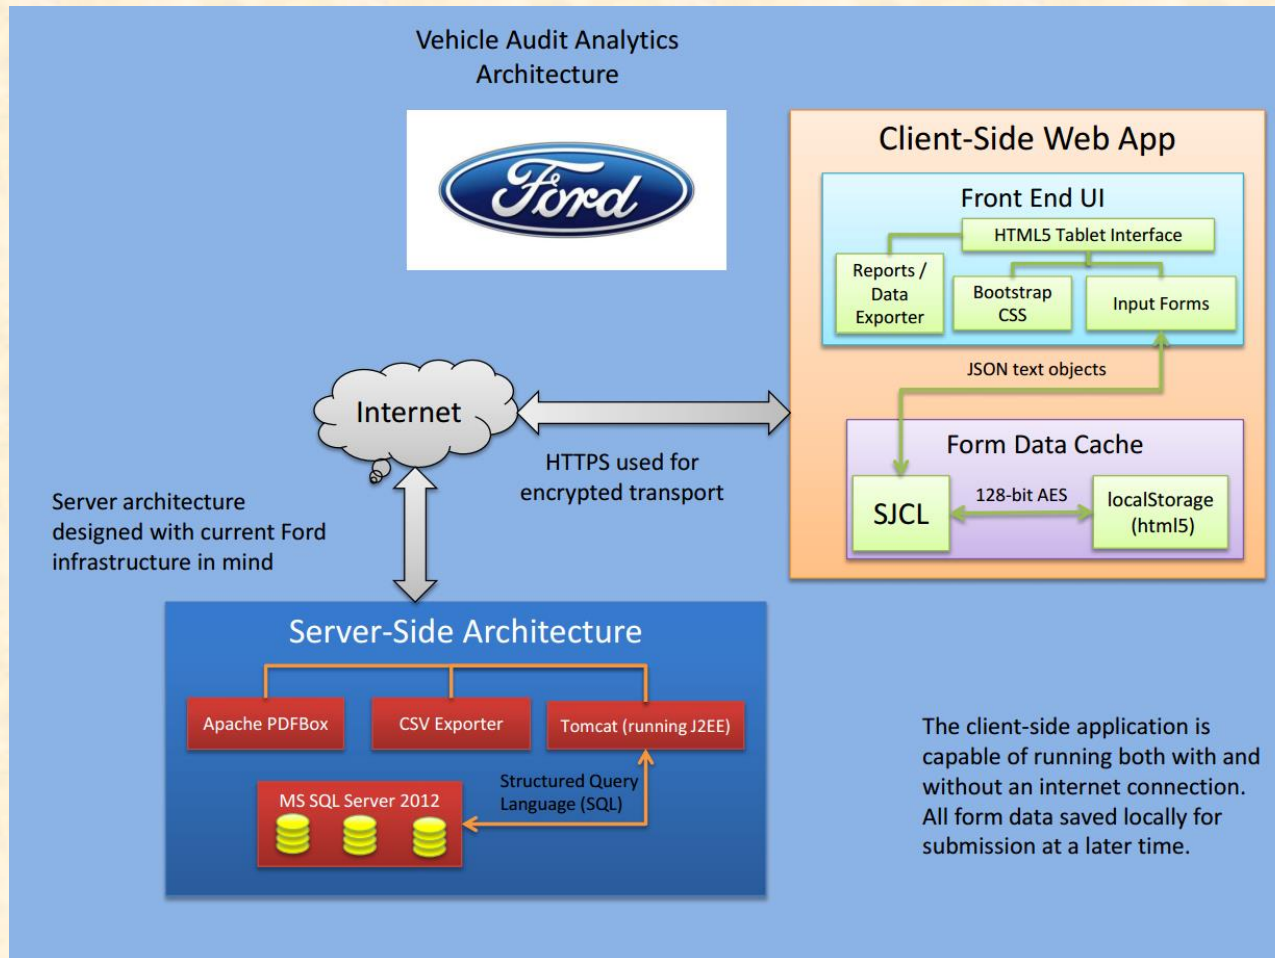 Vehicle Audit Analytics
Architecture
Ford
Client-Side Web App
Front End UI
HTML5 Tablet Interface
Reports /
Data
Exporter
Bootstrap
CSS
Input Forms
JSON text objects
Form Data Cache
SJCL
128-bit AES
localStorage
(html5)
Internet
HTTPS used for
encrypted transport
Server architecture
designed with current Ford
infrastructure in mind
Server-Side Architecture
Apache PDFBox
CSV Exporter
Tomcat (running J2EE)
Structured Query
Language (SQL)
MS SQL Server 2012
The client-side application is
capable of running both with and
without an internet connection.
All form data saved locally for
submission at a later time.